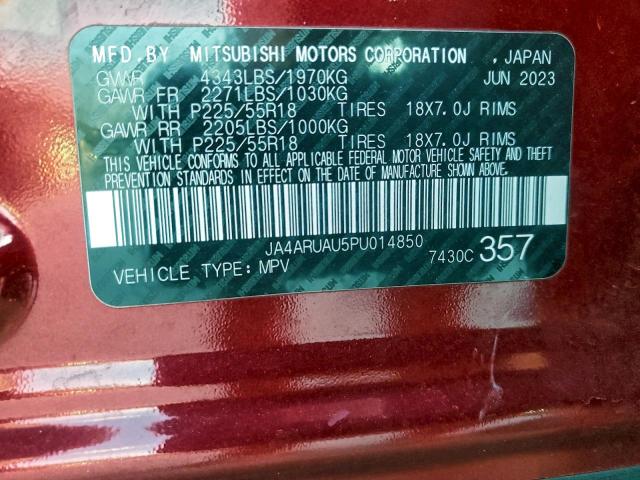 MFD.BY MITSUBISHI MOTORS CORPORATION , JAPAN
GVWR 4343LBS/1970KG JUN 2023
GAWR FR 2271LBS/1030KG
WITH P225/55R18 TIRES 18X7.0J RIMS
GAWR RR 2205LBS/1000KG
WITH P225/55R18 TIRES 18X7.0J RIMS
THIS VEHICLE CONFORMS TO ALL APPLICABLE FEDERAL MOTOR VEHICLE SAFETY AND THEFT
PREVENTION STANDARDS IN EFFECT ON THE DATE OF MANUFACTURE SHOWN ABOVE.
JA4ARUAU5PU014850
VEHICLE TYPE:MPV 7430C 357